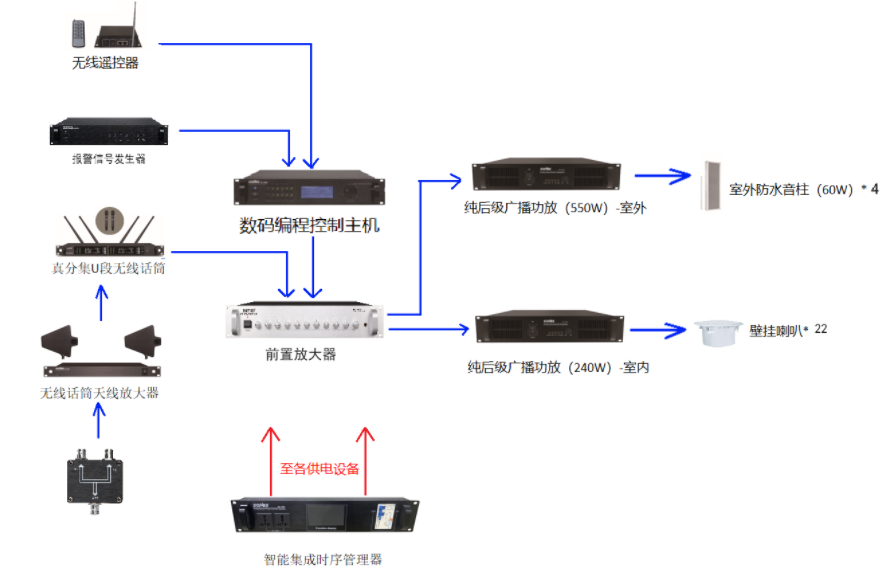 无线遥控器
报警信号发生器
数码编程控制主机
纯后级广播功放（550W）-室外
室外防水音柱（60W）* 4
真分集U段无线话筒
前置放大器
纯后级广播功放（240W）-室内
壁挂喇叭* 22
无线话筒天线放大器
至各供电设备
智能集成时序管理器